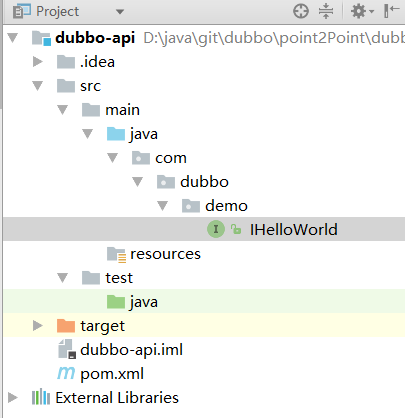 Project
dubbo-api D:\java\git\dubbo\point2Point\dubb
.idea
src
main
java
com
dubbo
demo
IHelloWorld
resources
test
java
target
dubbo-api.iml
pom.xml
External Libraries